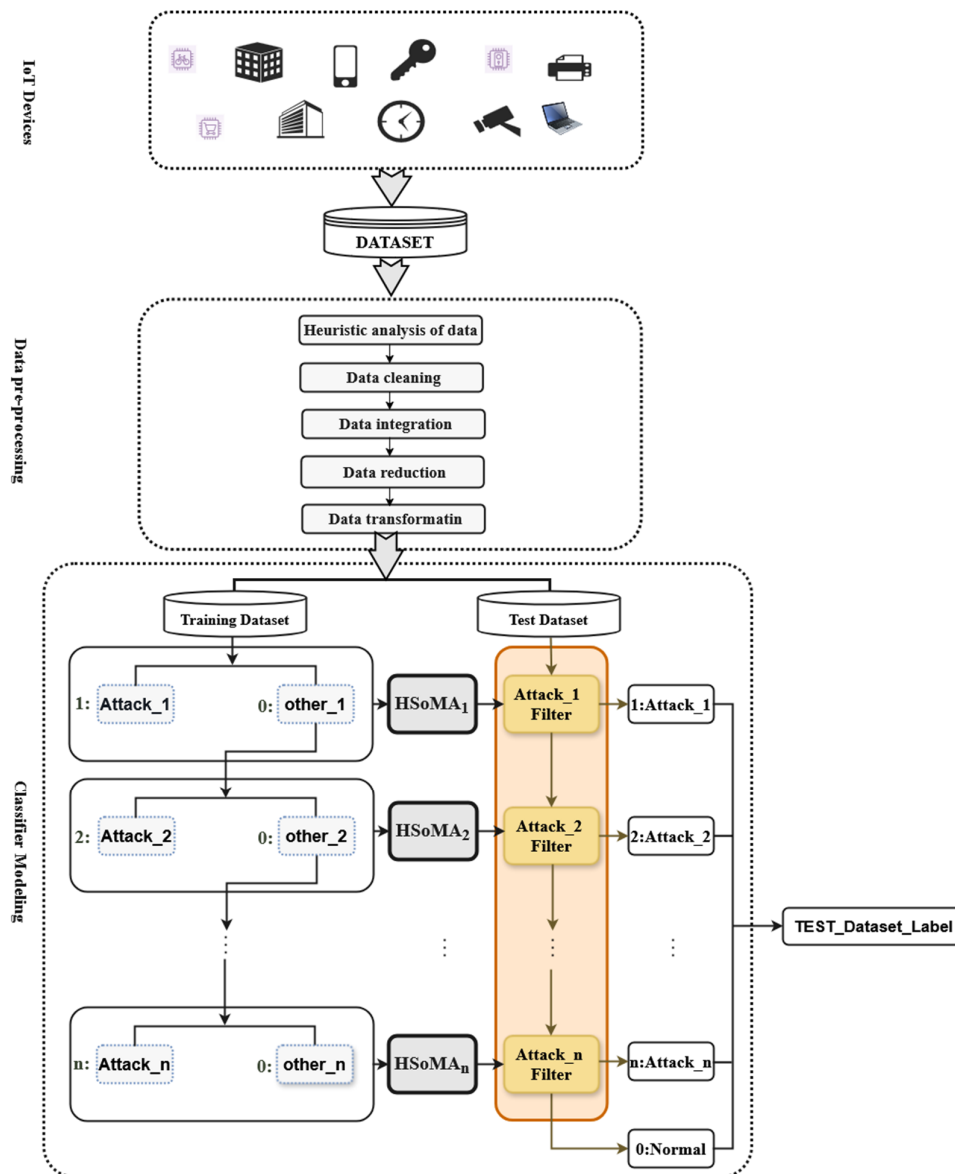 IoT Devices
DATASET
Data pre-processing
Heuristic analysis of data
Data cleaning
Data integration
Data reduction
Data transformatin
Classifier Modeling
Training Dataset
Test Dataset
1:
Attack_1
0:
other_1
HSoMA1
Attack_1
Filter
1:Attack_1
2:
Attack_2
0:
other_2
HSoMA2
Attack_2
Filter
2:Attack_2
TEST_Dataset_Label
n:
Attack_n
0:
other_n
HSoMAn
Attack_n
Filter
n:Attack_n
0:Normal